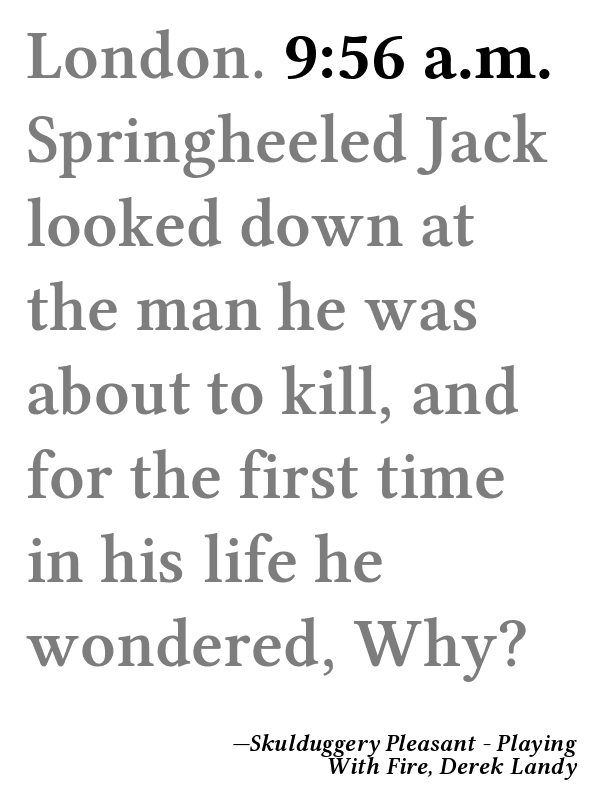 London. 9:56 a.m.
Springheeled Jack
looked down at
the man he was
about to kill, and
for the first time
in his life he
wondered, Why?
—Skulduggery Pleasant - Playing
With Fire, Derek Landy